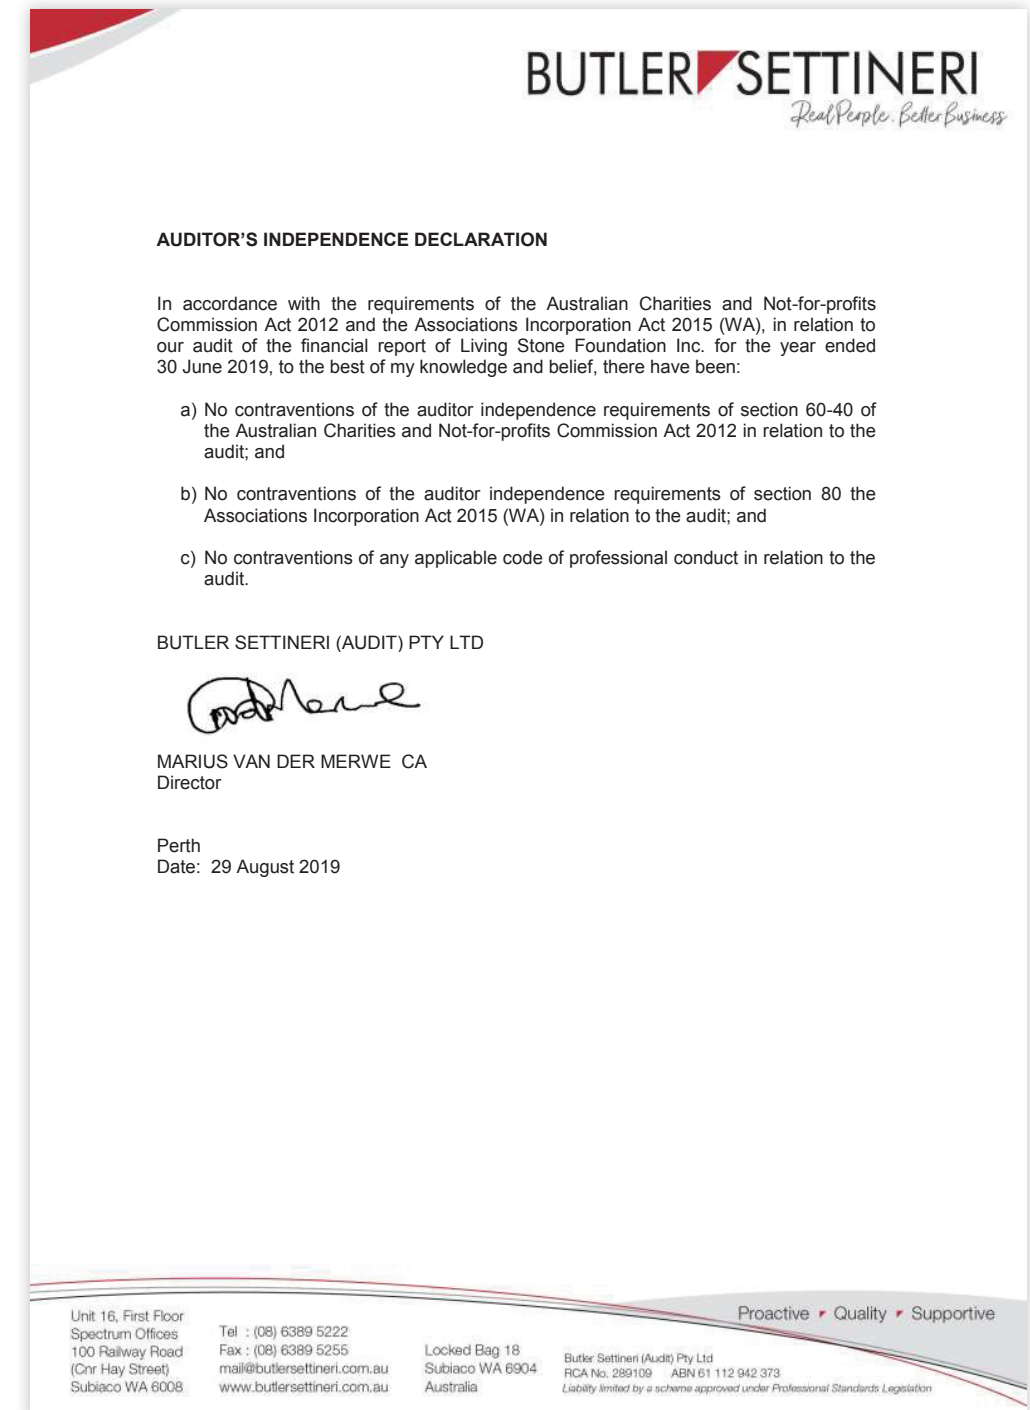 BUTLER SETTINERI
Real People. Better Business
AUDITOR’S INDEPENDENCE DECLARATION
In accordance with the requirements of the Australian Charities and Not-for-profits
Commission Act 2012 and the Associations Incorporation Act 2015 (WA), in relation to
our audit of the financial report of Living Stone Foundation Inc. for the year ended
30 June 2019, to the best of my knowledge and belief, there have been:
a) No contraventions of the auditor independence requirements of section 60-40 of
the Australian Charities and Not-for-profits Commission Act 2012 in relation to the
audit; and
b) No contraventions of the auditor independence requirements of section 80 the
Associations Incorporation Act 2015 (WA) in relation to the audit; and
c) No contraventions of any applicable code of professional conduct in relation to the
audit.
BUTLER SETTINERI (AUDIT) PTY LTD
MARIUS VAN DER MERWE CA
Director
Perth
Date: 29 August 2019
Proactive Quality Supportive
Unit 16, First Floor
Spectrum Offices
100 Railway Road
(Cnr Hay Street)
Subiaco WA 6008
Tel : (08) 6389 5222
Fax : (08) 6389 5255
mail@butlersettineri.com.au
www.butlersettineri.com.au
Locked Bag 18
Subiaco WA 6904
Australia
Butler Settineri (Audit) Pty Ltd
RCA No. 289109 ABN 61 112 942 373
Liability limited by a scheme approved under Professional Standards Legislation